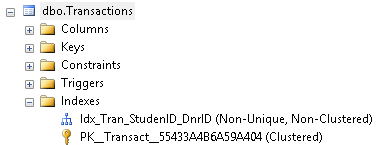 dbo.Transactions
Columns
Keys
Constraints
Triggers
Indexes
Idx_Tran_StudenID_DnrID (Non-Unique, Non-Clustered)
PK__Transact__55433A4B6A59A404 (Clustered)